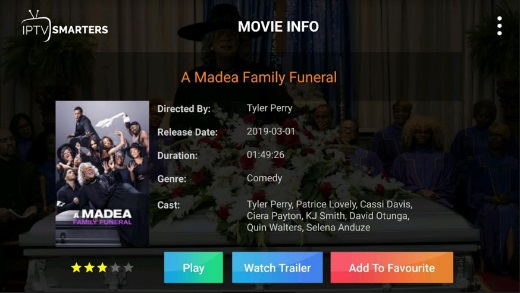 IPTV SMARTERS
MOVIE INFO
A Madea Family Funeral
Directed By: Tyler Perry
Release Date: 2019-03-01
Duration: 01:49:26
Genre: Comedy
Cast: Tyler Perry, Patrice Lovely, Cassi Davis,
Ciera Payton, KJ Smith, David Otunga,
Quin Walters, Selena Anduze
A MADEA
FAMILY FUNERAL
Play
Watch Trailer
Add To Favourite